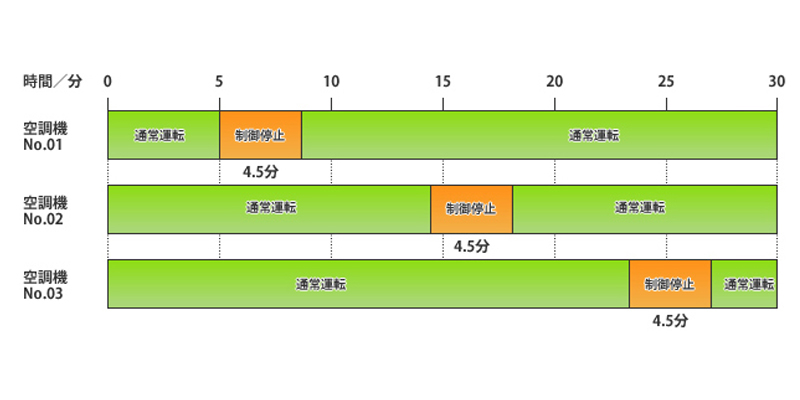 時間／分 0 5 10 15 20 25 30
空調機
No.01
通常運転 制御停止 通常運転
4.5分
空調機
No.02
通常運転 制御停止 通常運転
4.5分
空調機
No.03
通常運転 制御停止 通常運転
4.5分